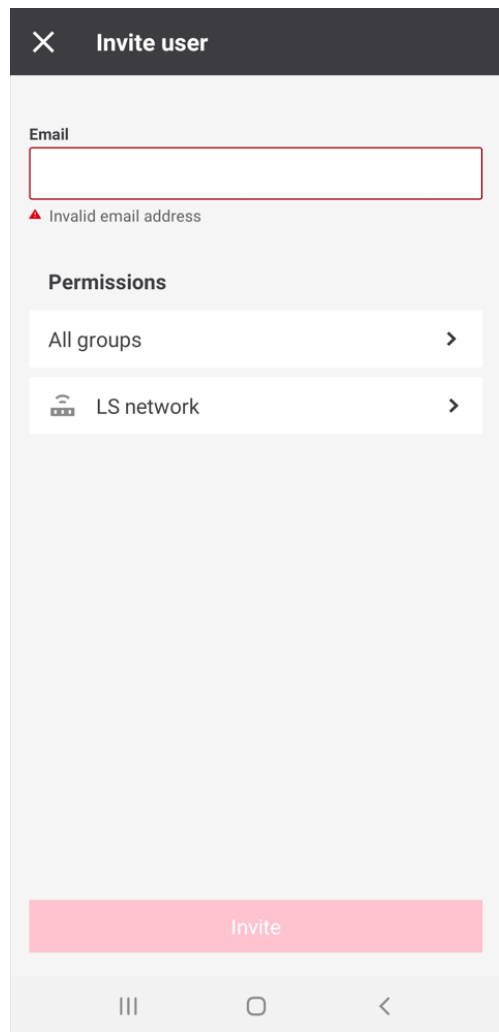 Invite user
Email
Invalid email address
Permissions
All groups
LS network
Invite